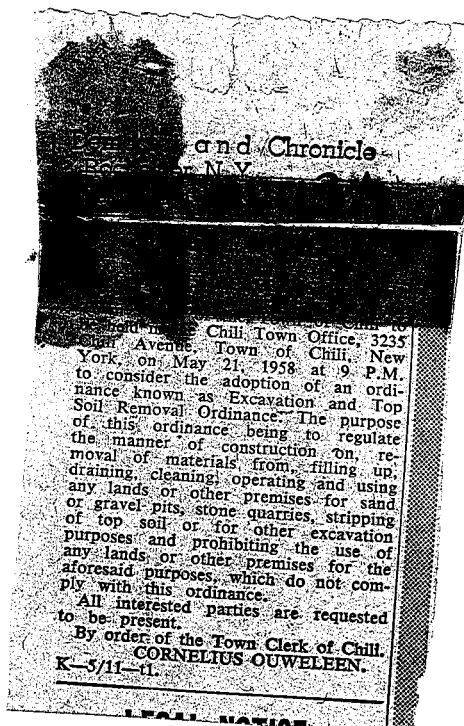 and Chronicle
N.Y.
to
Chili Town Office, 3235
Chili Avenue, Town of Chili, New
York, on May 21, 1958 at 9 P.M.
to consider the adoption of an ordi-
nance known as Excavation and Top
Soil Removal Ordinance. The purpose
of this ordinance being to regulate
the manner of construction on, re-
moval of materials from, filling up,
draining, cleaning, operating and using
any lands or other premises for sand
or gravel pits, stone quarries, stripping
of top soil or for other excavation
purposes and prohibiting the use of
any lands or other premises for the
aforesaid purposes, which do not com-
ply with this ordinance.
All interested parties are requested
to be present.
By order of the Town Clerk of Chili.
CORNELIUS OUWELEEN.
K—5/11—t1.
LEGAL NOTICE